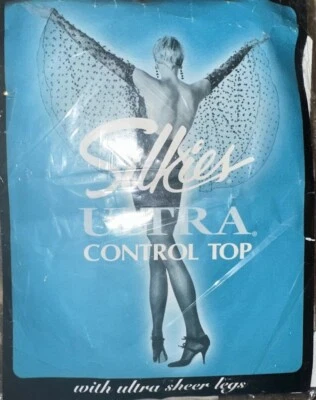 Silkies
ULTRA®
CONTROL TOP
with ultra sheer legs